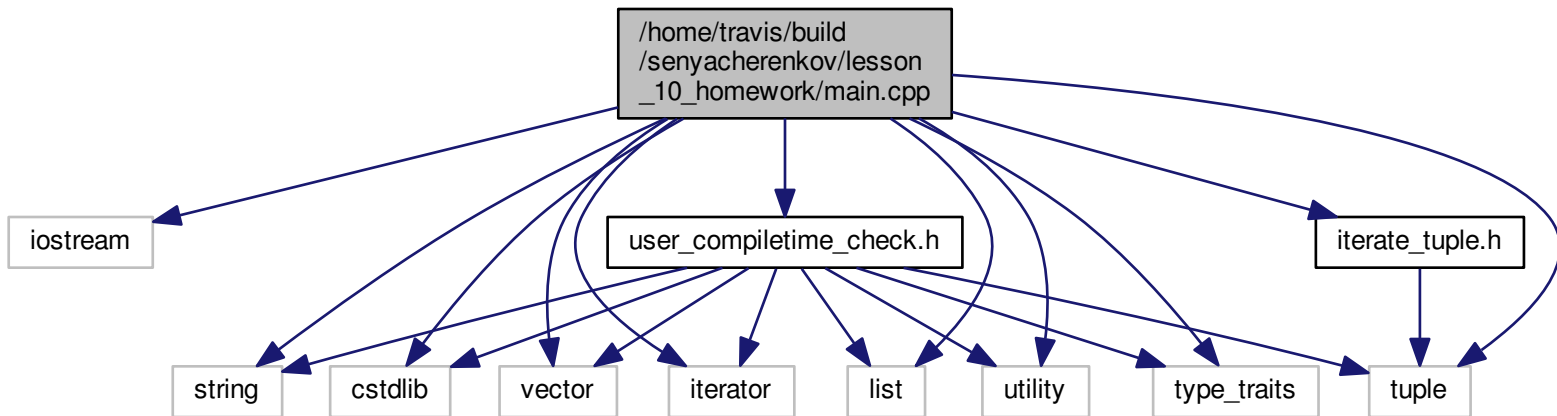 /home/travis/build
/senyacherenkov/lesson
_10_homework/main.cpp
iostream
user_compiletime_check.h
iterate_tuple.h
string
cstdlib
vector
iterator
list
utility
type_traits
tuple